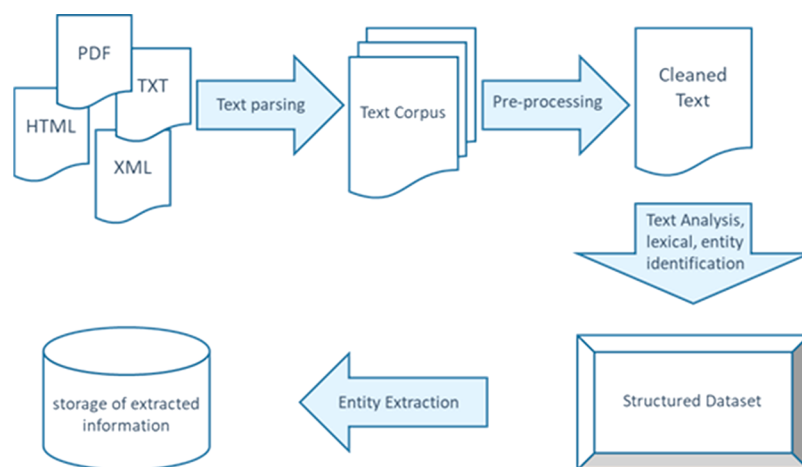 PDF
TXT
HTML
XML
Text parsing
Text Corpus
Pre-processing
Cleaned
Text
Text Analysis,
lexical, entity
identification
Structured Dataset
Entity Extraction
storage of extracted
information